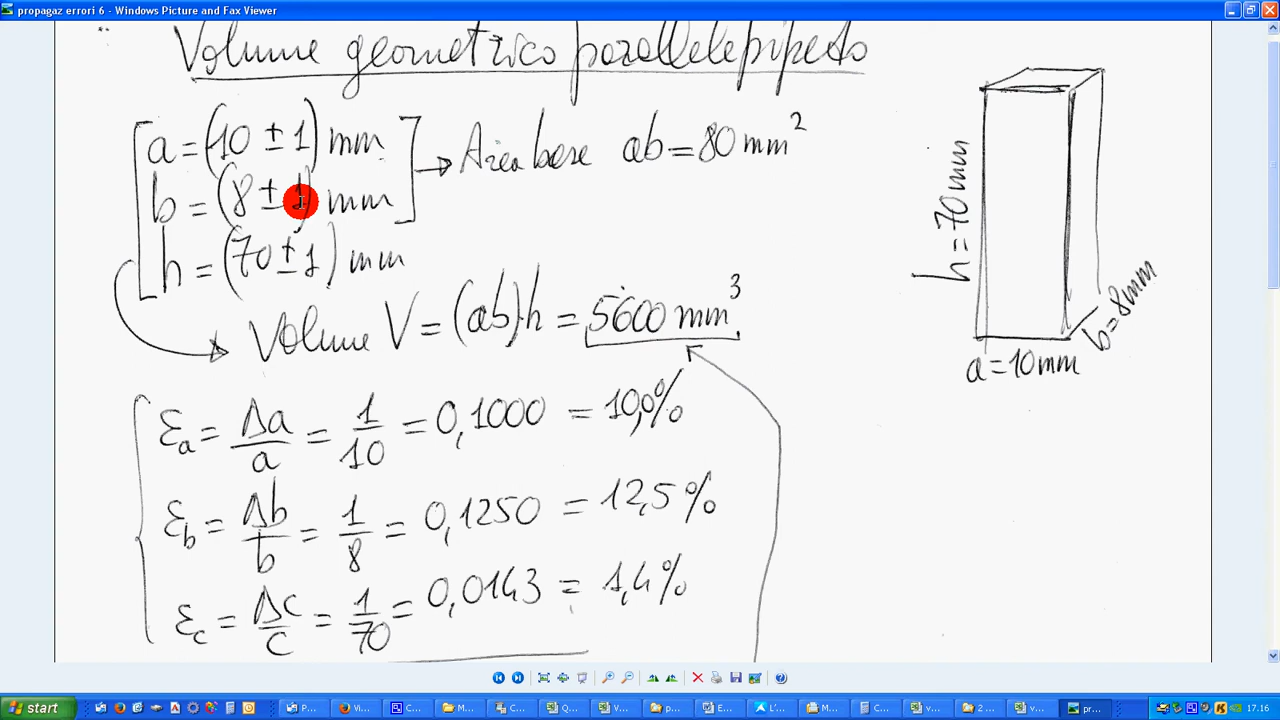 propagaz errori 6 - Windows Picture and Fax Viewer
Volume geometrico parallelepipedo
a = (10 ± 1) mm
b = (8 ± 1) mm
h = (70 ± 1) mm
→ Area base ab = 80 mm²
Volume V = (ab)·h = 5600 mm³
εa = Δa/a = 1/10 = 0,1000 = 10,0%
εb = Δb/b = 1/8 = 0,1250 = 12,5%
εc = Δc/c = 1/70 = 0,0143 = 1,4%
h = 70 mm
b = 8 mm
a = 10 mm
start
P...
Vi...
C...
M...
C...
Q...
V...
p...
E...
L'...
M...
C...
v...
2 ...
v...
v...
pr...
17.16